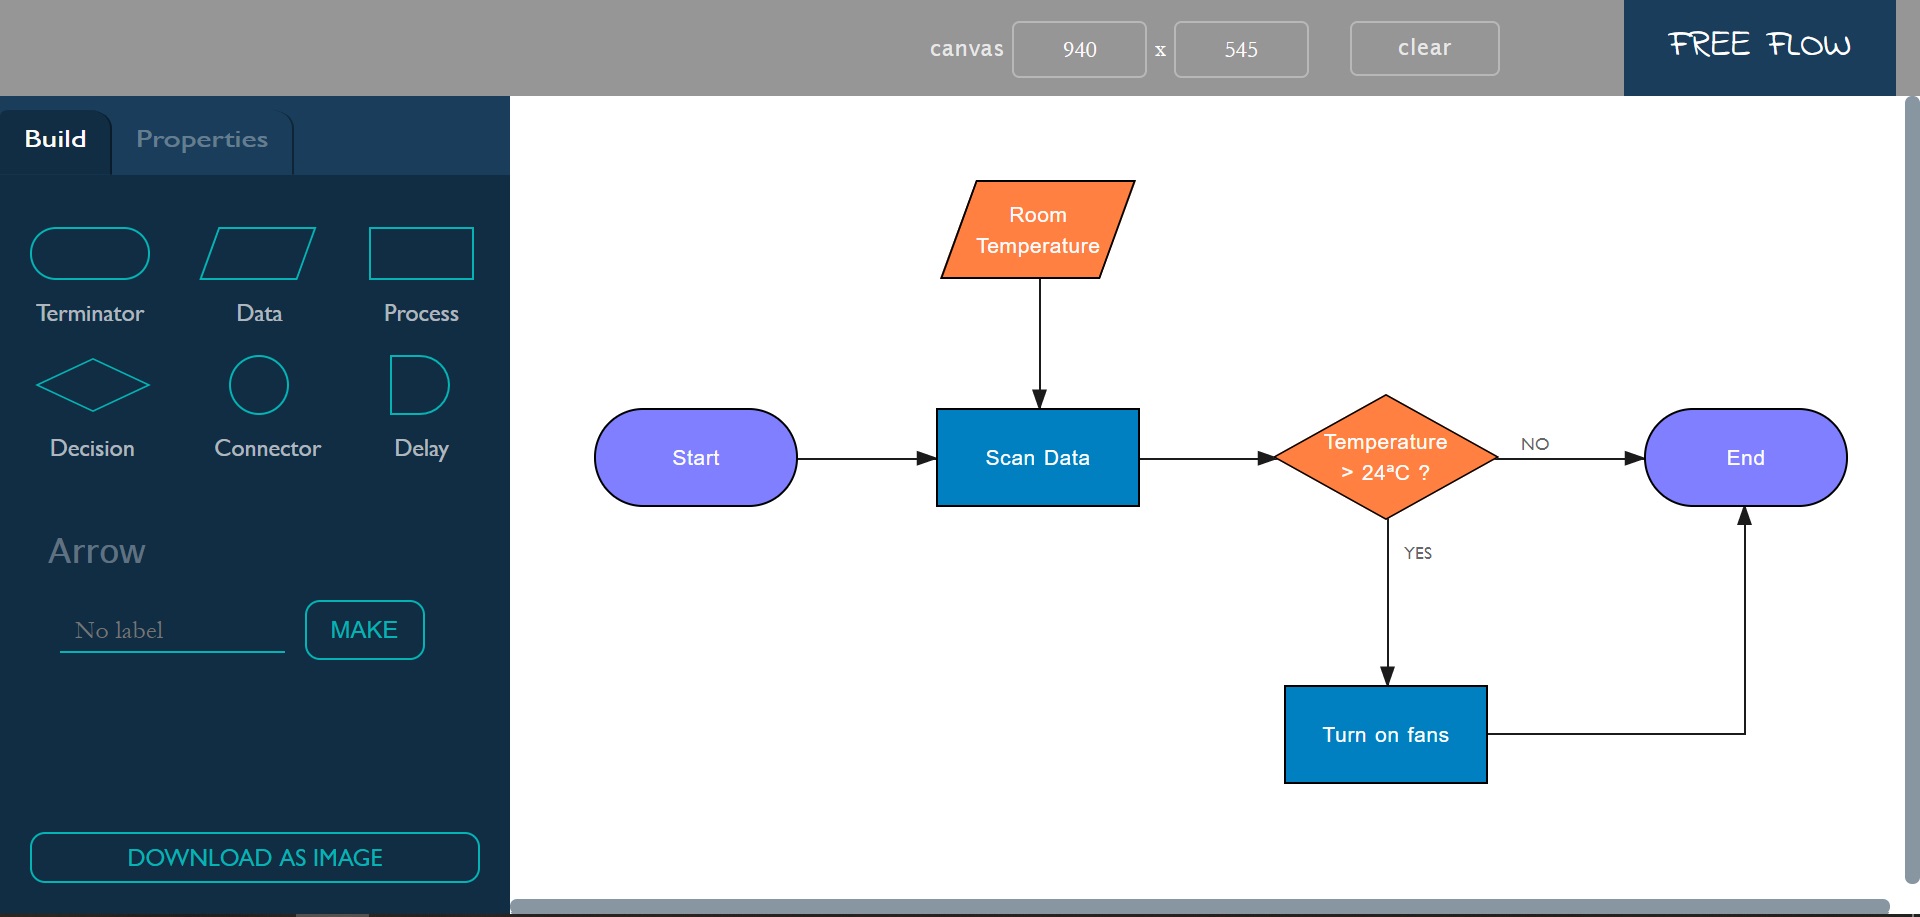 canvas 940 x 545 clear FREE FLOW
Build Properties
Terminator Data Process
Decision Connector Delay
Arrow
No label MAKE
DOWNLOAD AS IMAGE
Room
Temperature
Start
Scan Data
Temperature
> 24ªC ?
NO
End
YES
Turn on fans